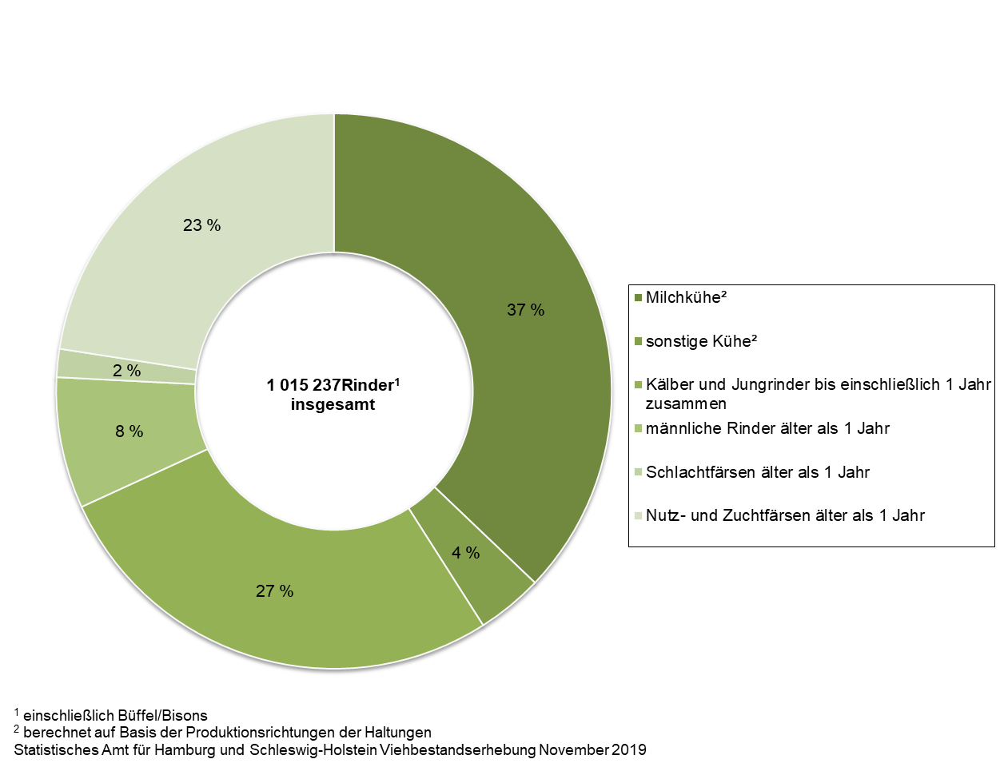 23 %
37 %
2 %
8 %
4 %
27 %
1 015 237Rinder¹
insgesamt
Milchkühe²
sonstige Kühe²
Kälber und Jungrinder bis einschließlich 1 Jahr
zusammen
männliche Rinder älter als 1 Jahr
Schlachtfärsen älter als 1 Jahr
Nutz- und Zuchtfärsen älter als 1 Jahr
¹ einschließlich Büffel/Bisons
² berechnet auf Basis der Produktionsrichtungen der Haltungen
Statistisches Amt für Hamburg und Schleswig-Holstein Viehbestandserhebung November 2019